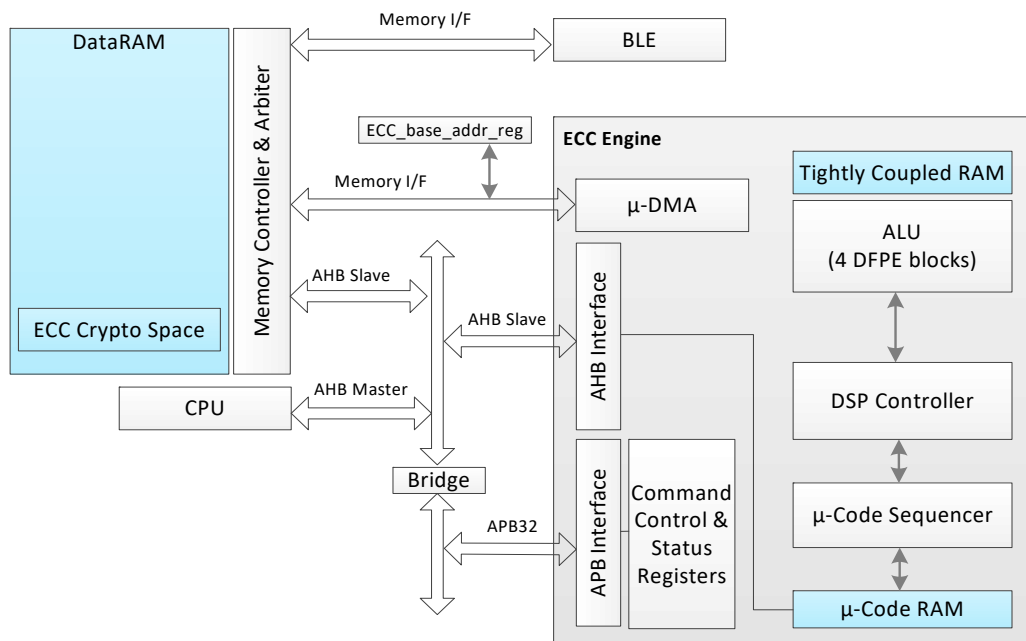 Memory I/F
DataRAM
BLE
Memory Controller & Arbiter
ECC_base_addr_reg
ECC Engine
Tightly Coupled RAM
Memory I/F
μ-DMA
ALU
(4 DFPE blocks)
AHB Slave
ECC Crypto Space
AHB Slave
AHB Interface
AHB Master
CPU
DSP Controller
Bridge
APB32
APB Interface
Command
Control &
Status
Registers
μ-Code Sequencer
μ-Code RAM